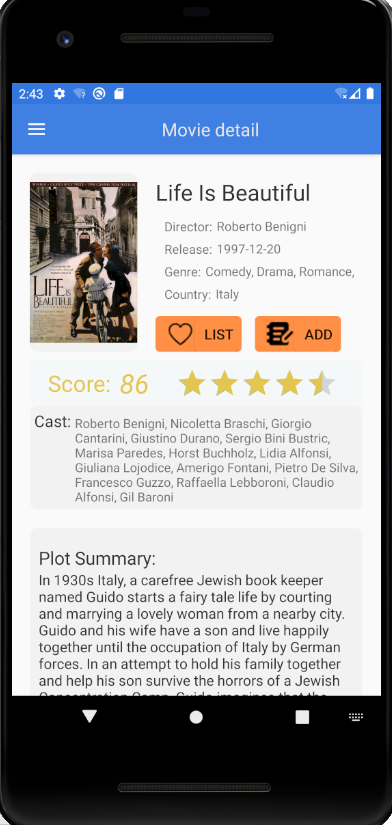 2:43
Movie detail
Life Is Beautiful
Director: Roberto Benigni
Release: 1997-12-20
Genre: Comedy, Drama, Romance,
Country: Italy
LIFE IS
BEAUTIFUL
LIST
ADD
Score: 86
Cast: Roberto Benigni, Nicoletta Braschi, Giorgio
Cantarini, Giustino Durano, Sergio Bini Bustric,
Marisa Paredes, Horst Buchholz, Lidia Alfonsi,
Giuliana Lojodice, Amerigo Fontani, Pietro De Silva,
Francesco Guzzo, Raffaella Lebboroni, Claudio
Alfonsi, Gil Baroni
Plot Summary:
In 1930s Italy, a carefree Jewish book keeper
named Guido starts a fairy tale life by courting
and marrying a lovely woman from a nearby city.
Guido and his wife have a son and live happily
together until the occupation of Italy by German
forces. In an attempt to hold his family together
and help his son survive the horrors of a Jewish
Concentration Camp, Guido imagines that the